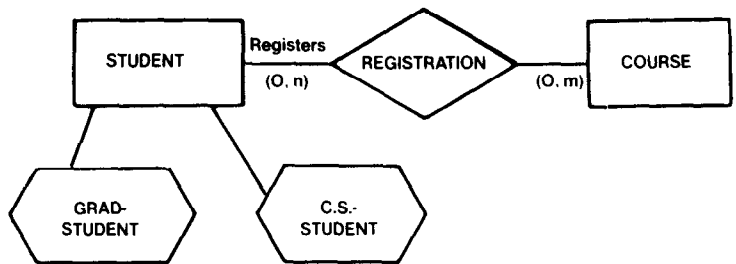 STUDENT
Registers
(O, n)
REGISTRATION
(O, m)
COURSE
GRAD-
STUDENT
C.S.-
STUDENT